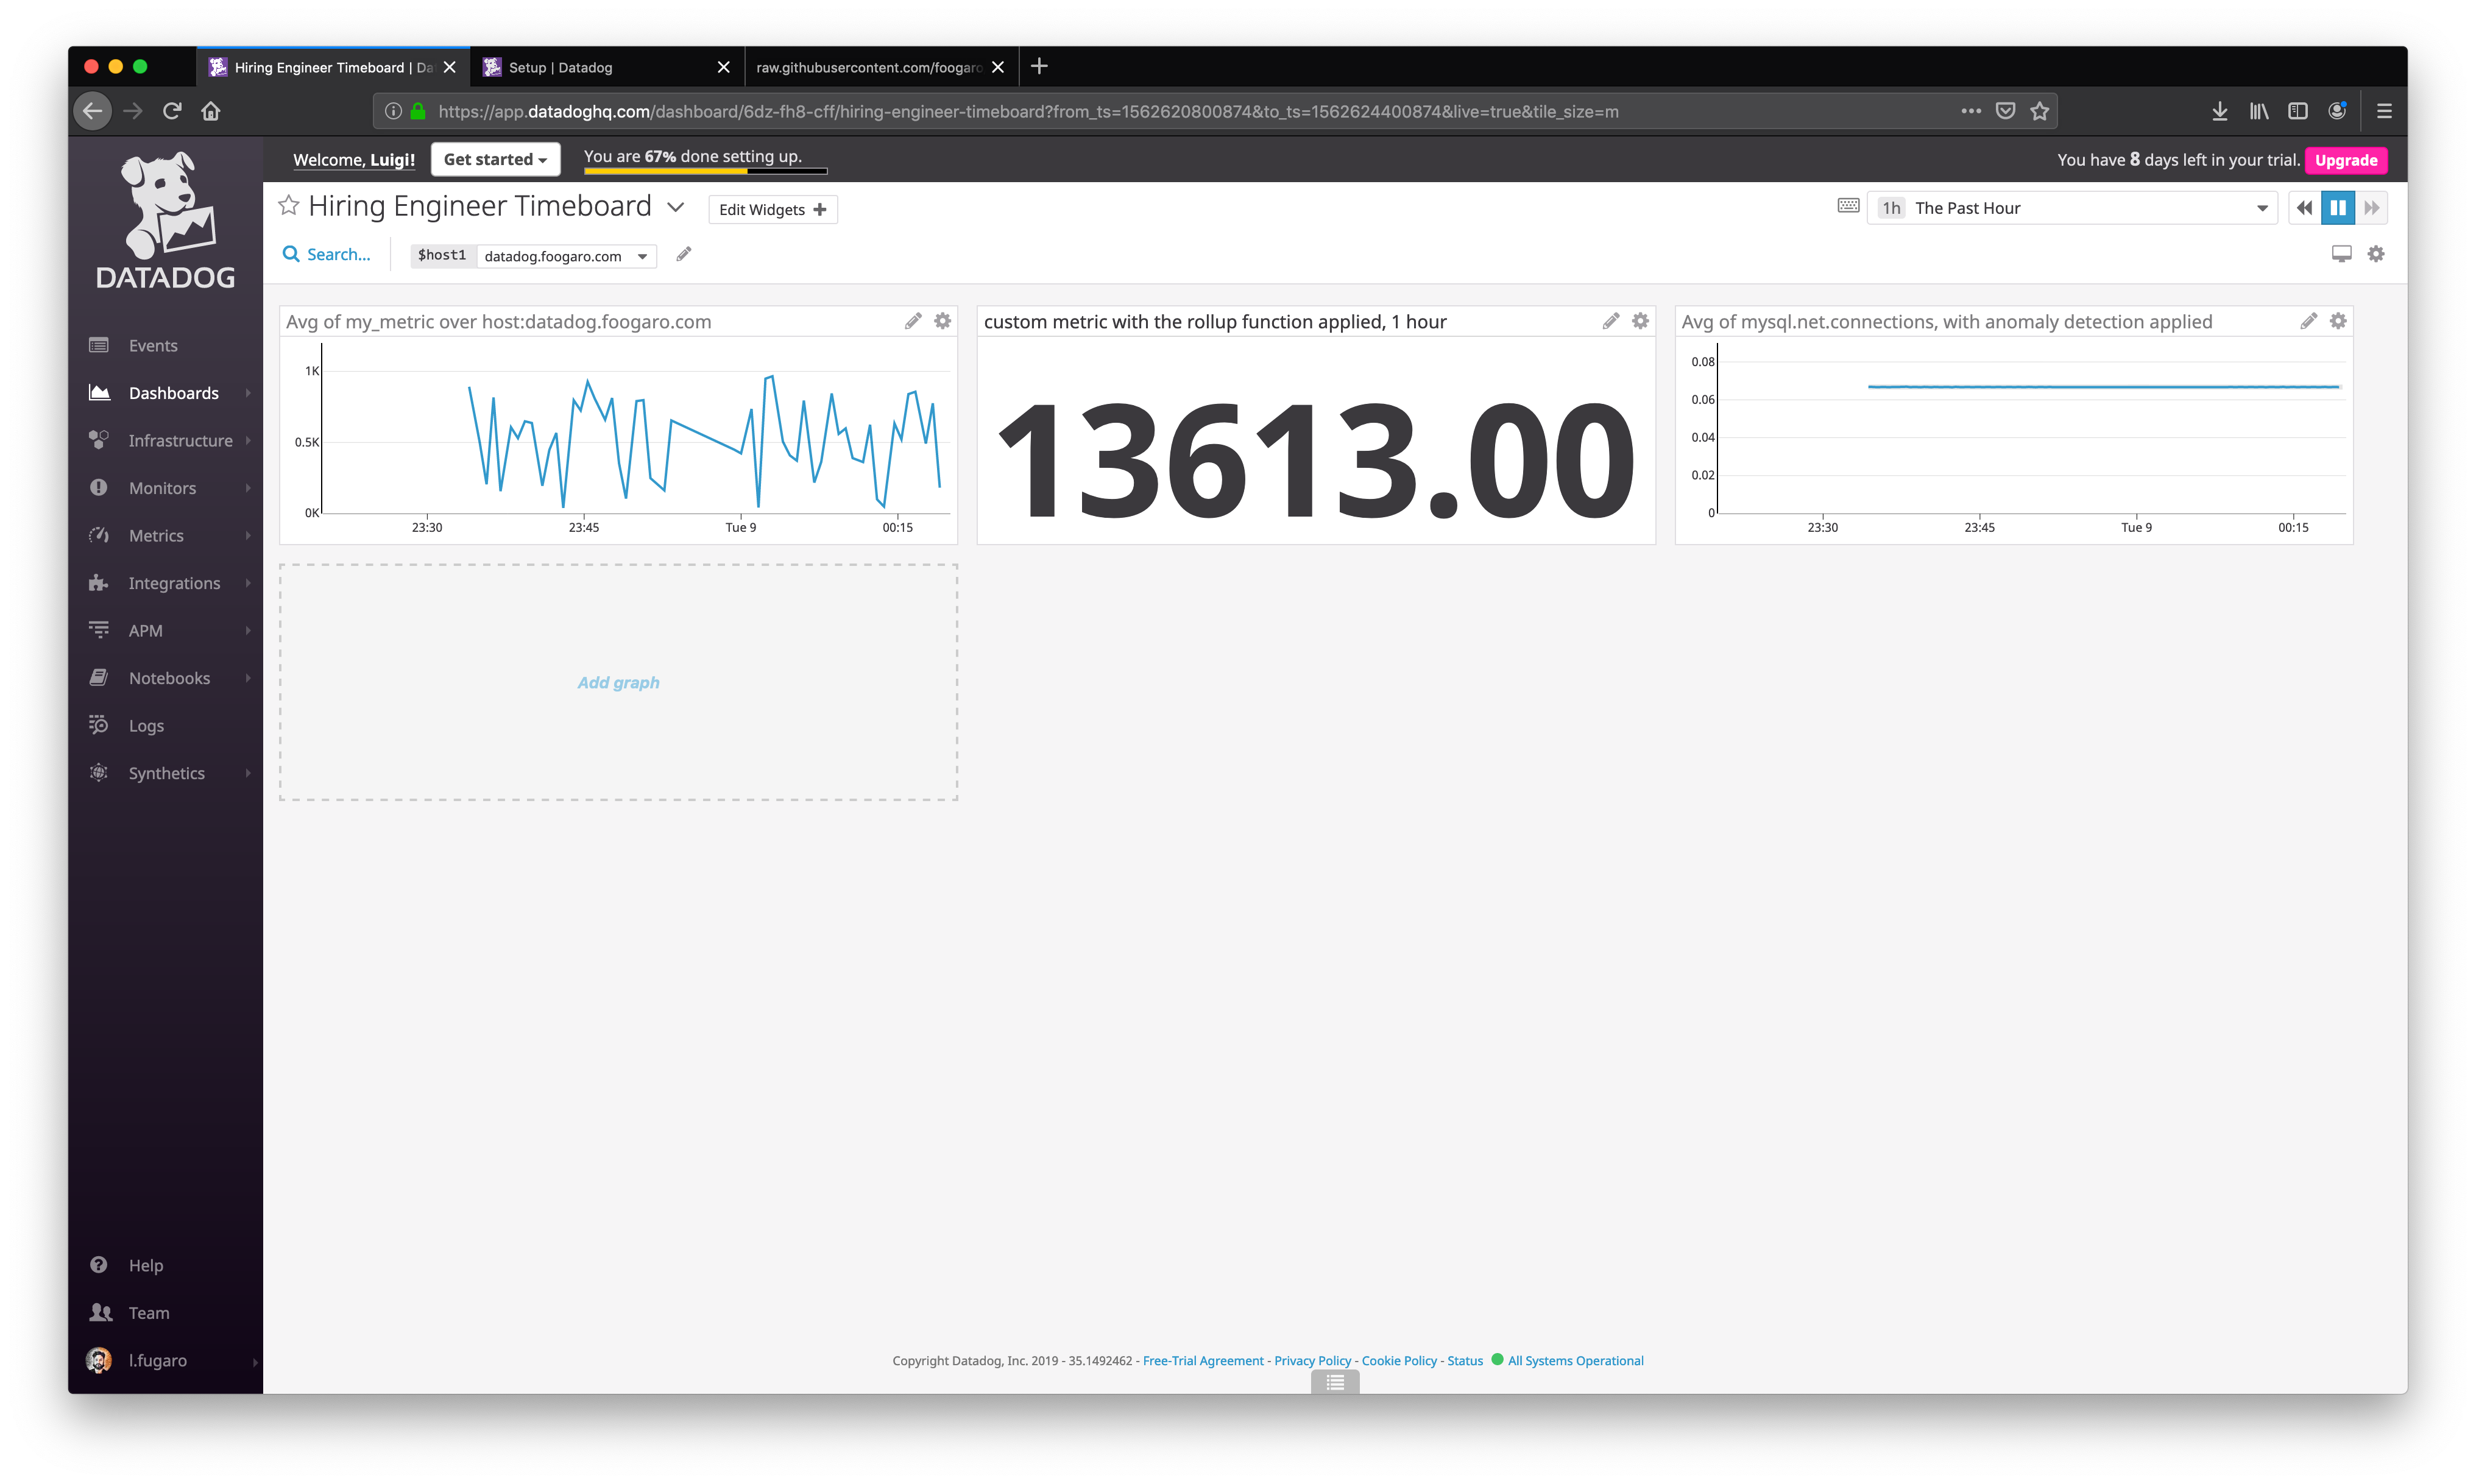 Hiring Engineer Timeboard | Da
Setup | Datadog
raw.githubusercontent.com/foogaro
https://app.datadoghq.com/dashboard/6dz-fh8-cff/hiring-engineer-timeboard?from_ts=1562620800874&to_ts=1562624400874&live=true&tile_size=m
DATADOG
Welcome, Luigi!
Get started
You are 67% done setting up.
You have 8 days left in your trial.
Upgrade
Hiring Engineer Timeboard
Edit Widgets +
1h The Past Hour
Search...
$host1 datadog.foogaro.com
Events
Dashboards
Infrastructure
Monitors
Metrics
Integrations
APM
Notebooks
Logs
Synthetics
Help
Team
l.fugaro
Avg of my_metric over host:datadog.foogaro.com
1K
0.5K
0K
23:30 23:45 Tue 9 00:15
custom metric with the rollup function applied, 1 hour
13613.00
Avg of mysql.net.connections, with anomaly detection applied
0.08
0.06
0.04
0.02
0
23:30 23:45 Tue 9 00:15
Add graph
Copyright Datadog, Inc. 2019 - 35.1492462 - Free-Trial Agreement - Privacy Policy - Cookie Policy - Status All Systems Operational